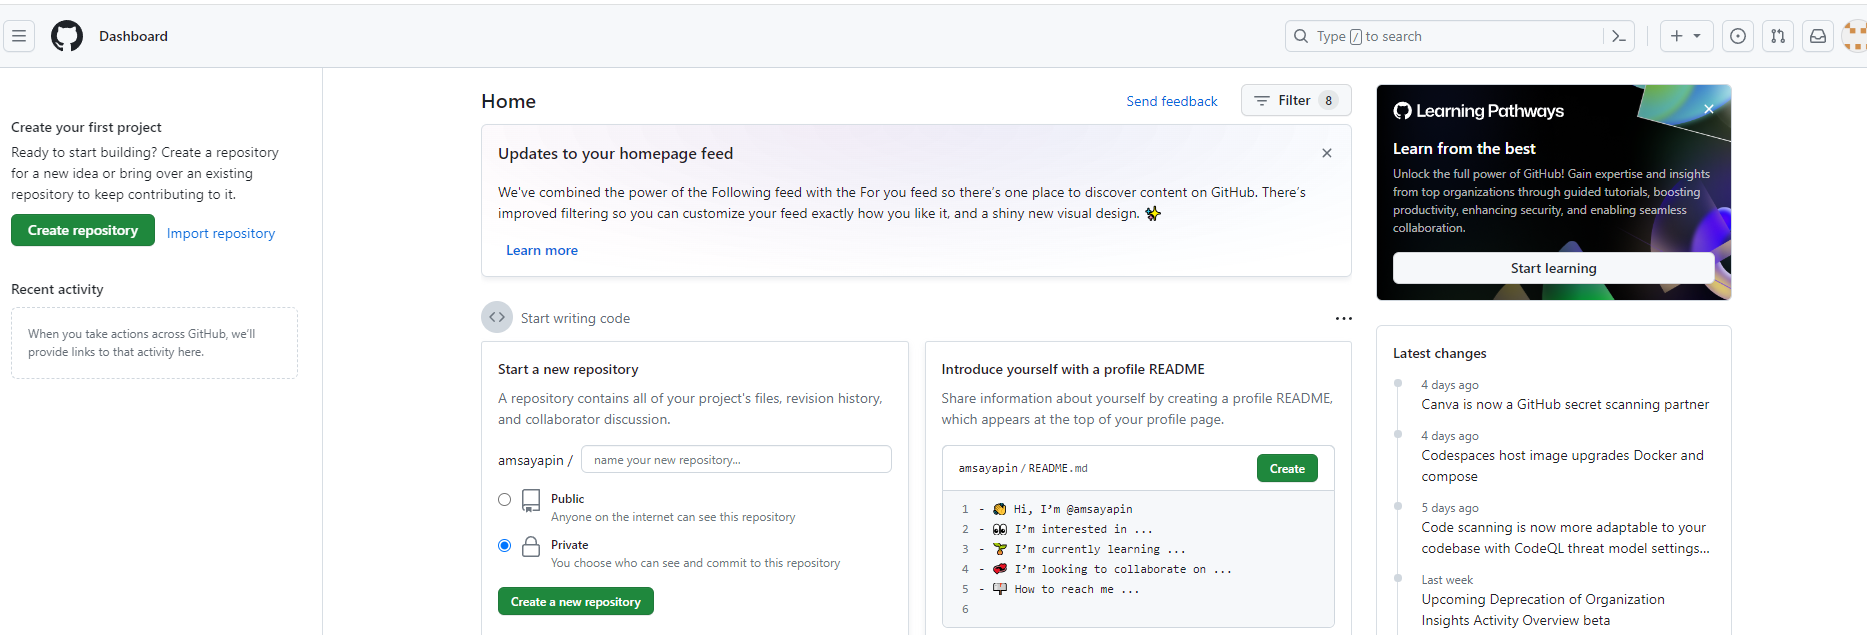 Dashboard
Type / to search
Create your first project
Ready to start building? Create a repository
for a new idea or bring over an existing
repository to keep contributing to it.
Create repository
Import repository
Recent activity
When you take actions across GitHub, we'll
provide links to that activity here.
Home
Send feedback
Filter 8
Updates to your homepage feed
We've combined the power of the Following feed with the For you feed so there's one place to discover content on GitHub. There's
improved filtering so you can customize your feed exactly how you like it, and a shiny new visual design. ✨
Learn more
Start writing code
Start a new repository
A repository contains all of your project's files, revision history,
and collaborator discussion.
amsayapin /
name your new repository...
Public
Anyone on the internet can see this repository
Private
You choose who can see and commit to this repository
Create a new repository
Introduce yourself with a profile README
Share information about yourself by creating a profile README,
which appears at the top of your profile page.
amsayapin / README.md
Create
1 - 👋 Hi, I'm @amsayapin
2 - 👀 I'm interested in ...
3 - 🌱 I'm currently learning ...
4 - 💞️ I'm looking to collaborate on ...
5 - 📫 How to reach me ...
6
Learning Pathways
Learn from the best
Unlock the full power of GitHub! Gain expertise and insights
from top organizations through guided tutorials, boosting
productivity, enhancing security, and enabling seamless
collaboration.
Start learning
Latest changes
4 days ago
Canva is now a GitHub secret scanning partner
4 days ago
Codespaces host image upgrades Docker and
compose
5 days ago
Code scanning is now more adaptable to your
codebase with CodeQL threat model settings...
Last week
Upcoming Deprecation of Organization
Insights Activity Overview beta